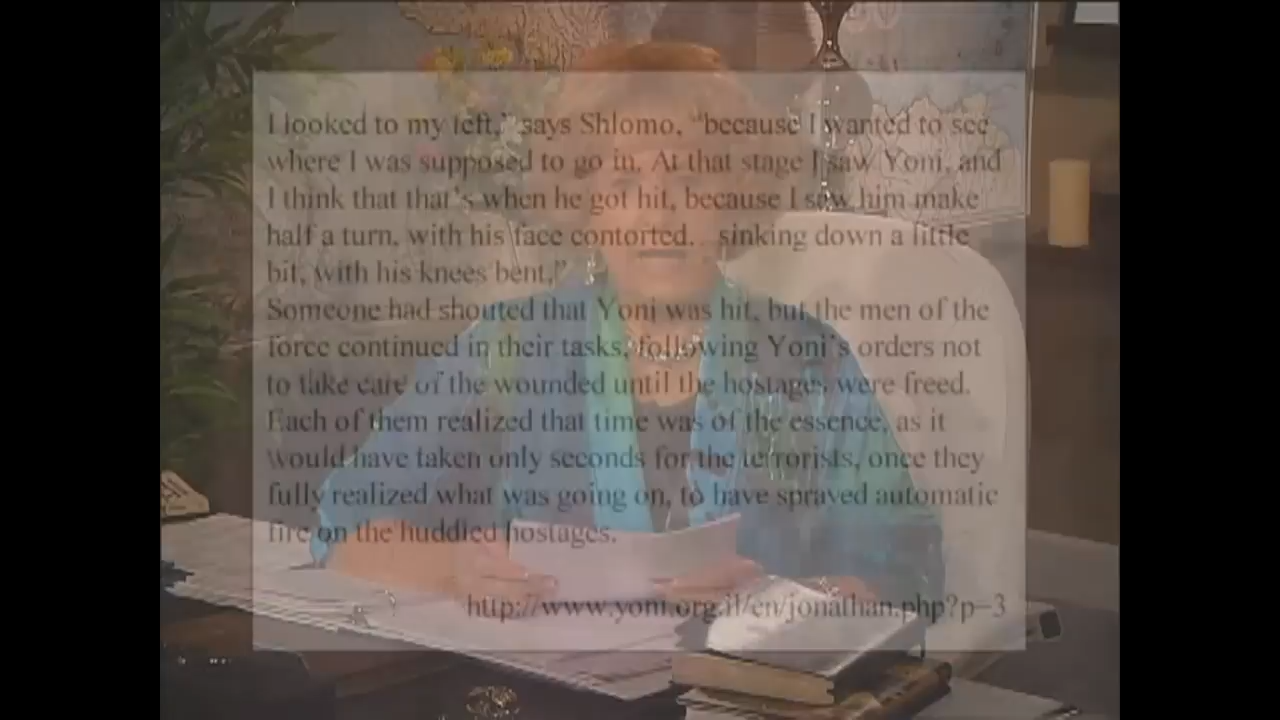 I looked to my left,” says Shlomo, “because I wanted to see
where I was supposed to go in. At that stage I saw Yoni, and
I think that that’s when he got hit, because I saw him make
half a turn, with his face contorted. . sinking down a little
bit, with his knees bent.”
Someone had shouted that Yoni was hit, but the men of the
force continued in their tasks, following Yoni’s orders not
to take care of the wounded until the hostages were freed.
Each of them realized that time was of the essence, as it
would have taken only seconds for the terrorists, once they
fully realized what was going on, to have sprayed automatic
fire on the huddled hostages.
http://www.yoni.org.il/en/jonathan.php?p=3